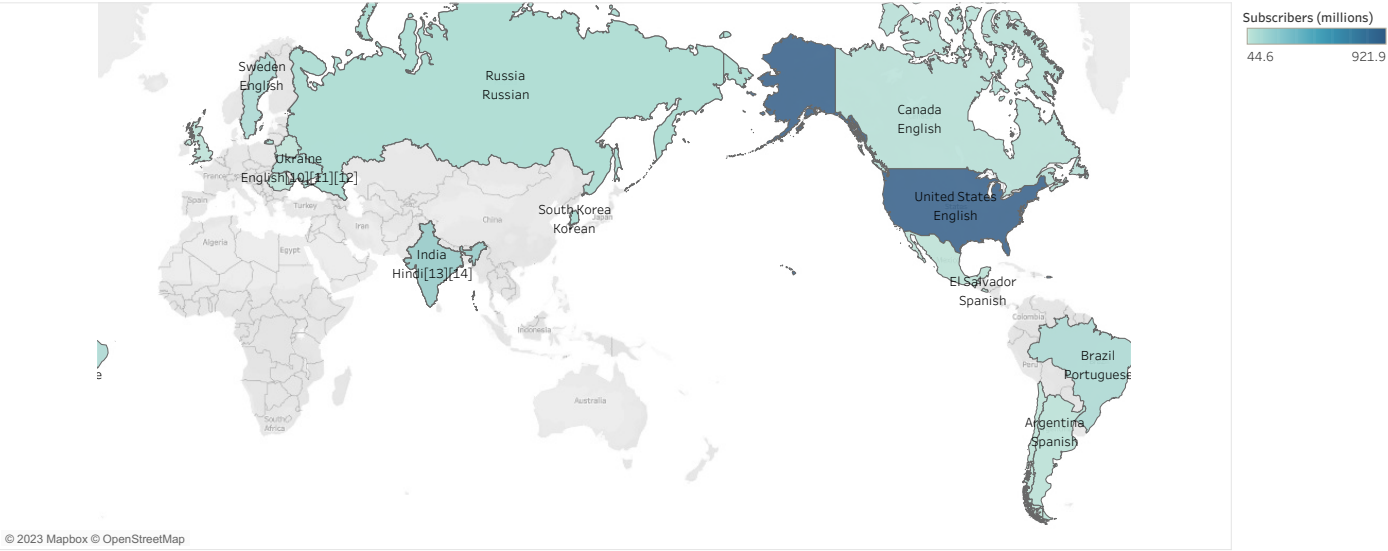 Subscribers (millions)
44.6
921.9
Sweden
English
Russia
Russian
Canada
English
Ukraine
English[10][11][12]
France
Spain
Turkey
United States
English
South Korea
Korean
Japan
China
Iran
Algeria
Egypt
India
Hindi[13][14]
El Salvador
Spanish
Colombia
Indonesia
Brazil
Portuguese
Peru
e
Australia
South
Africa
Argentina
Spanish
© 2023 Mapbox © OpenStreetMap